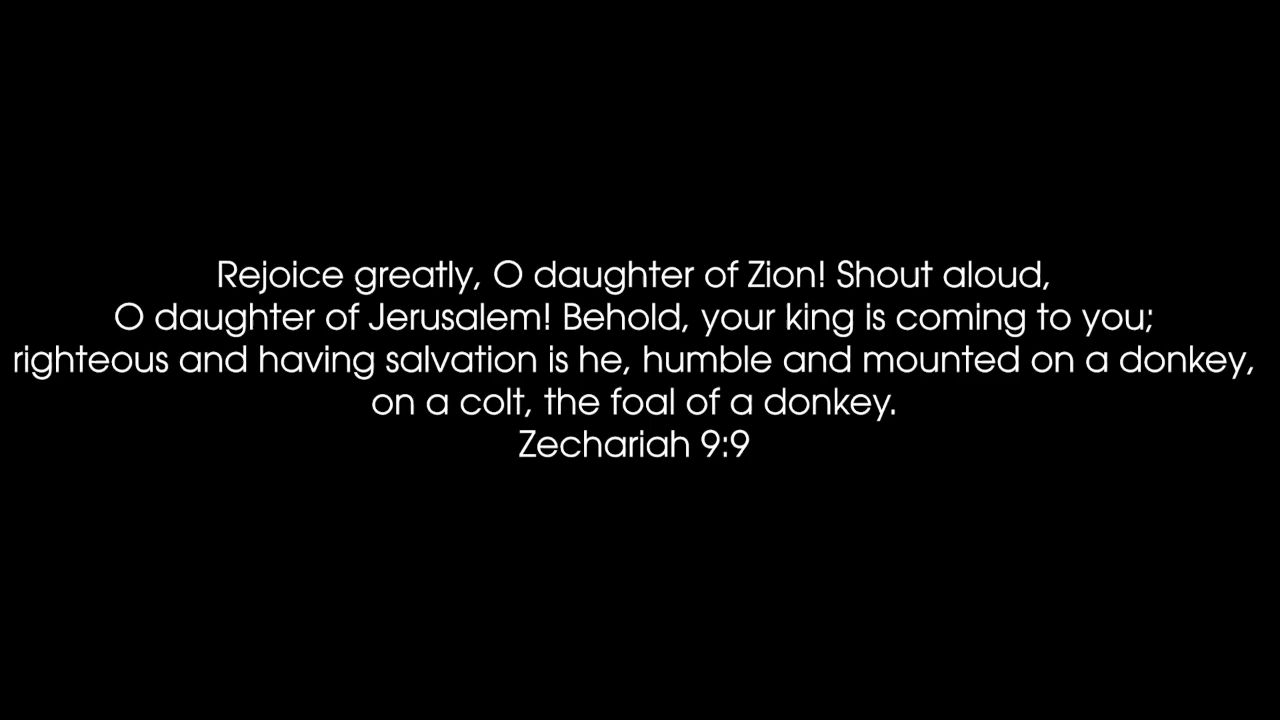 Rejoice greatly, O daughter of Zion! Shout aloud,
O daughter of Jerusalem! Behold, your king is coming to you;
righteous and having salvation is he, humble and mounted on a donkey,
on a colt, the foal of a donkey.
Zechariah 9:9